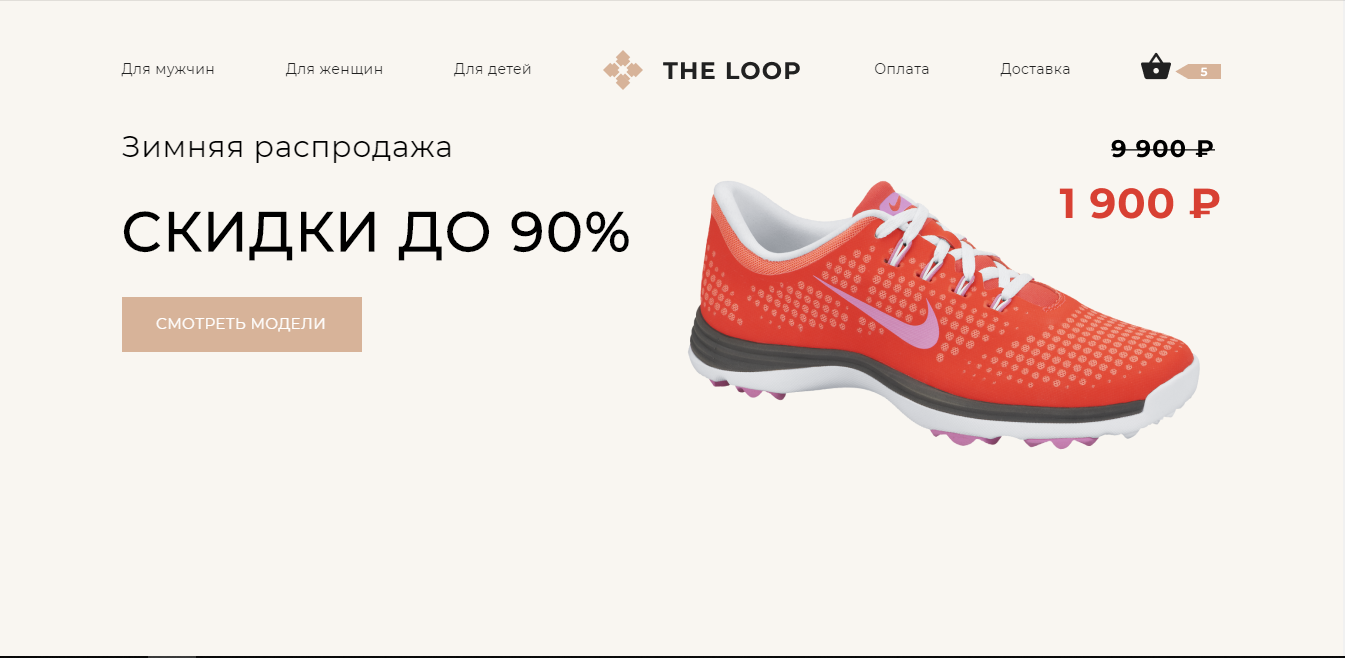 Для мужчин
Для женщин
Для детей
THE LOOP
Оплата
Доставка
5
Зимняя распродажа
СКИДКИ ДО 90%
СМОТРЕТЬ МОДЕЛИ
9 900 ₽
1 900 ₽